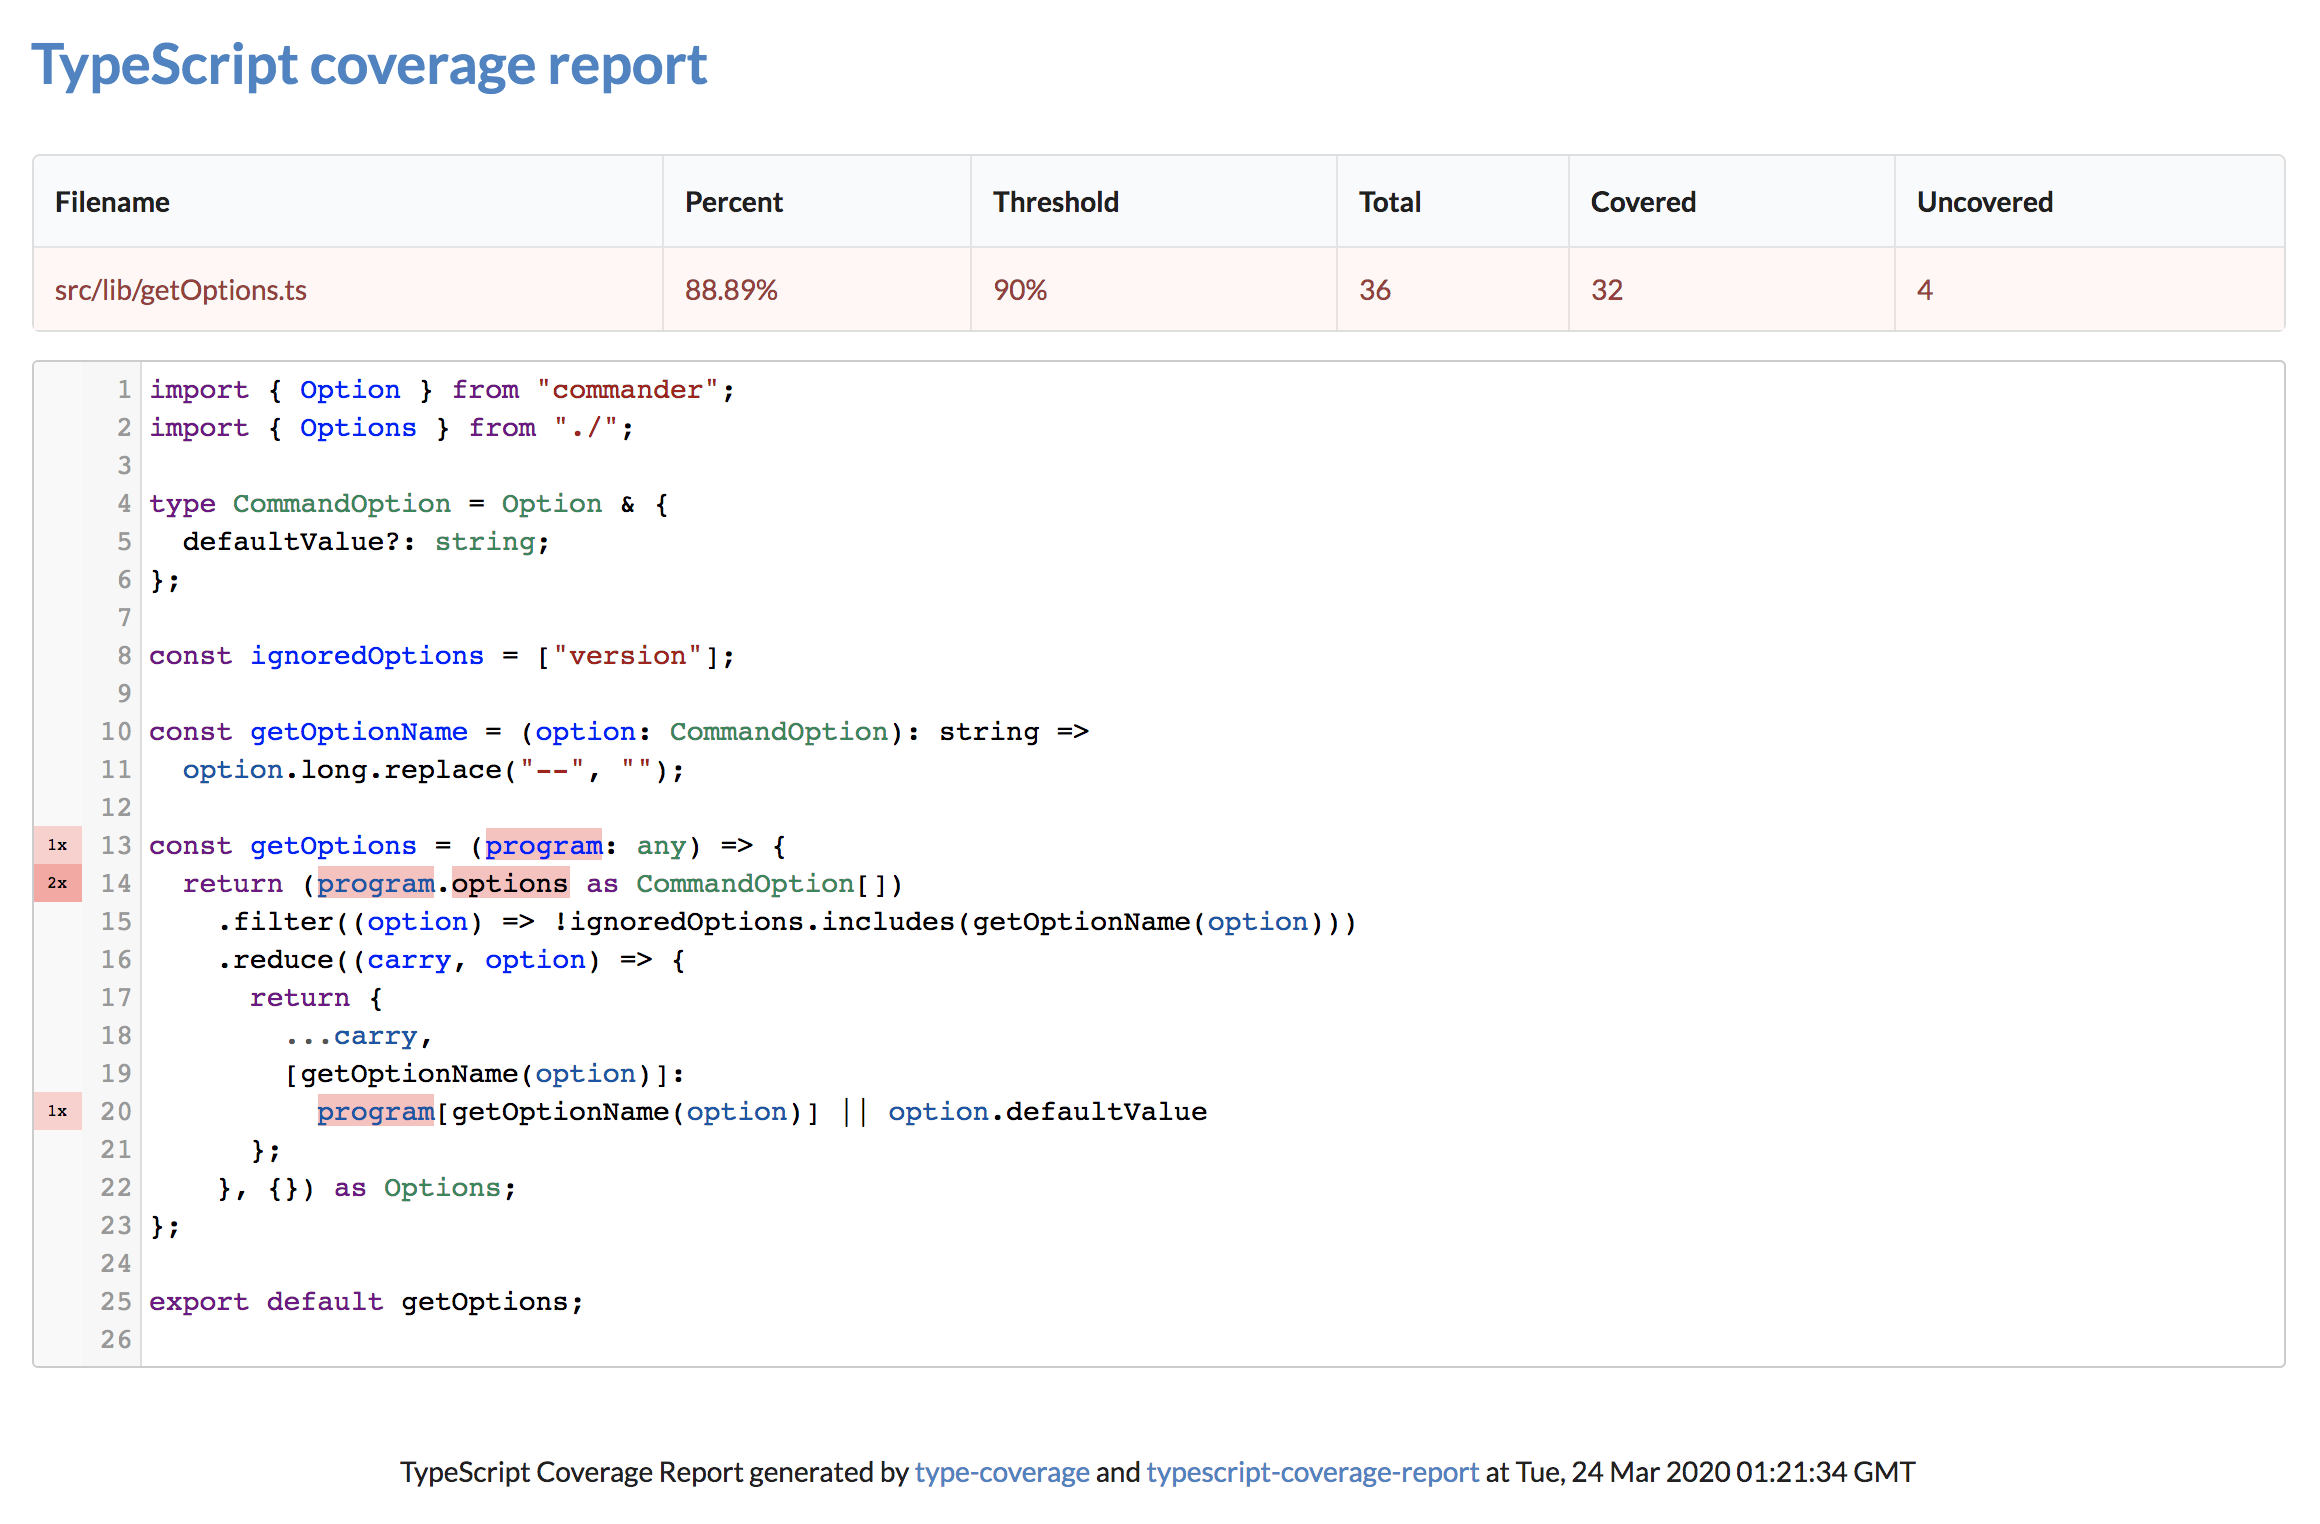 TypeScript coverage report
Filename Percent Threshold Total Covered Uncovered
src/lib/getOptions.ts 88.89% 90% 36 32 4
1 import { Option } from "commander";
2 import { Options } from "./";
3
4 type CommandOption = Option & {
5   defaultValue?: string;
6 };
7
8 const ignoredOptions = ["version"];
9
10 const getOptionName = (option: CommandOption): string =>
11   option.long.replace("--", "");
12
1x 13 const getOptions = (program: any) => {
2x 14   return (program.options as CommandOption[])
15     .filter((option) => !ignoredOptions.includes(getOptionName(option)))
16     .reduce((carry, option) => {
17       return {
18         ...carry,
19         [getOptionName(option)]:
1x 20           program[getOptionName(option)] || option.defaultValue
21       };
22     }, {}) as Options;
23 };
24
25 export default getOptions;
26
TypeScript Coverage Report generated by type-coverage and typescript-coverage-report at Tue, 24 Mar 2020 01:21:34 GMT